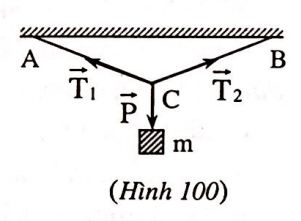 A B
T₁ T₂
P C
m
(Hình 100)